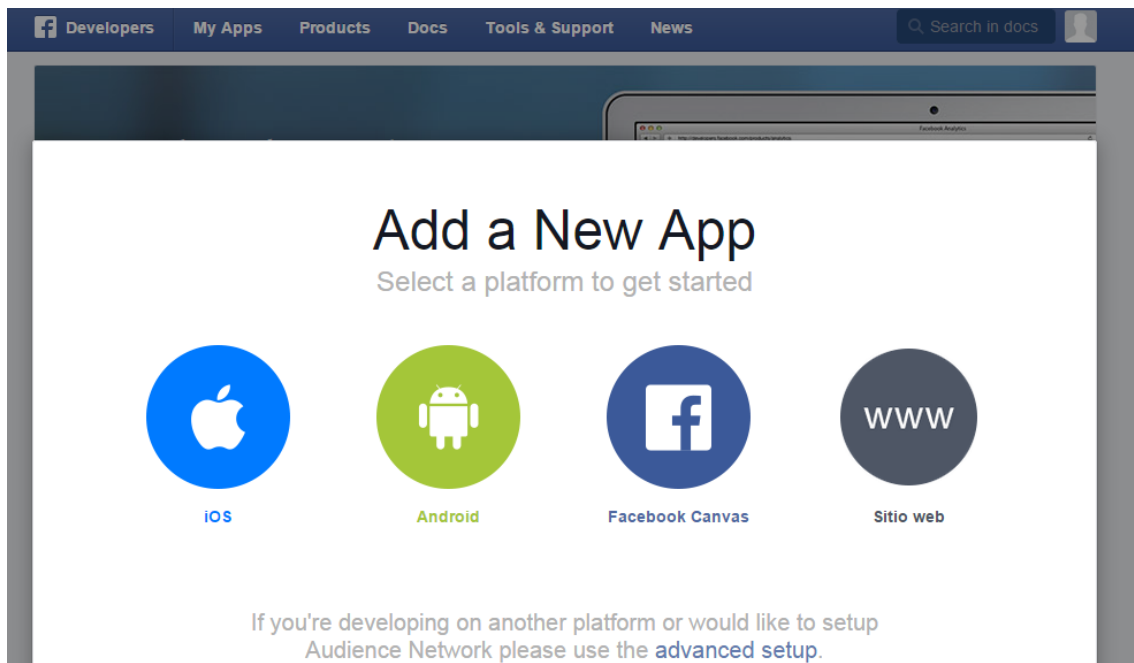 Developers My Apps Products Docs Tools & Support News Search in docs
Facebook Analytics
Add a New App
Select a platform to get started
www
iOS Android Facebook Canvas Sitio web
If you're developing on another platform or would like to setup
Audience Network please use the advanced setup.